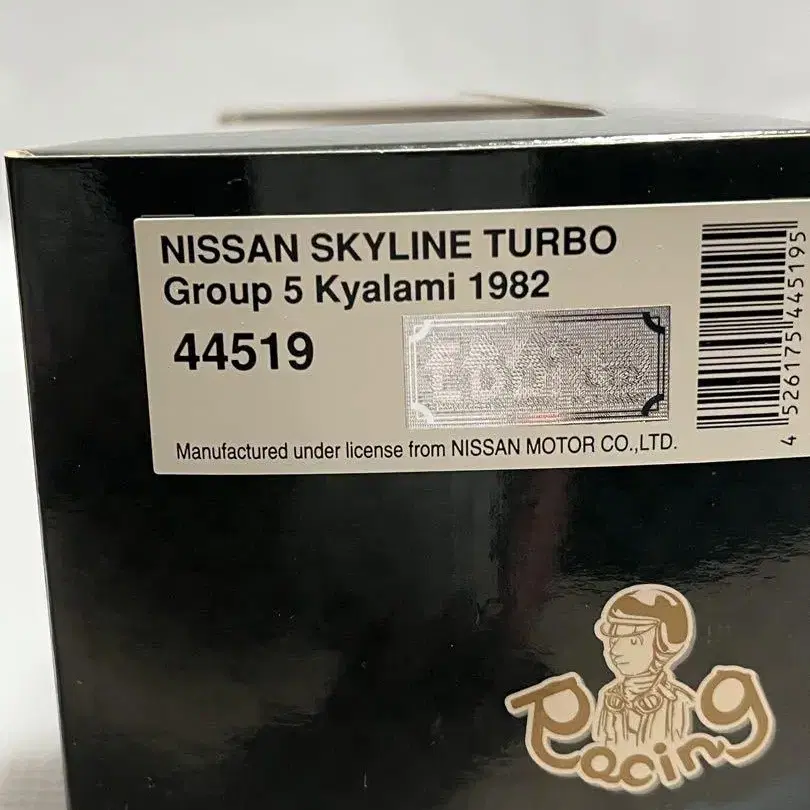 NISSAN SKYLINE TURBO
Group 5 Kyalami 1982
44519
Manufactured under license from NISSAN MOTOR CO.,LTD.
4 526175 445195
Racing